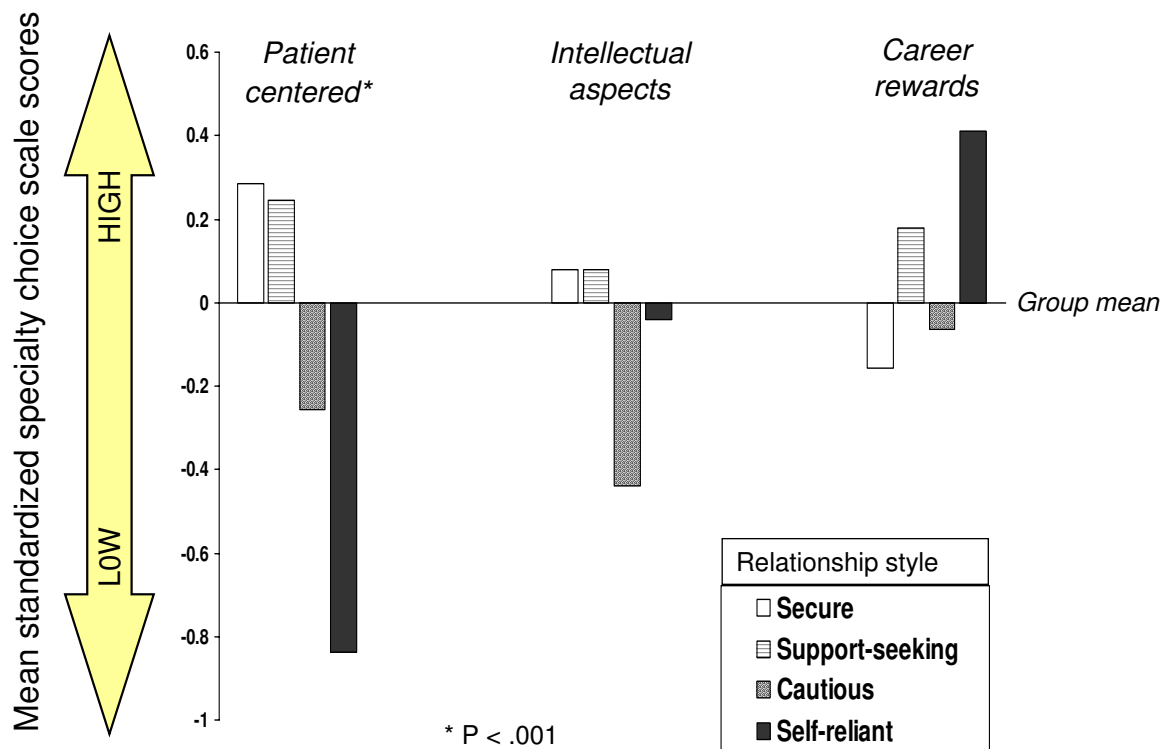 Mean standardized specialty choice scale scores
HIGH
L0W
0.6
0.4
0.2
0
-0.2
-0.4
-0.6
-0.8
-1
Patient
centered*
Intellectual
aspects
Career
rewards
Group mean
Relationship style
Secure
Support-seeking
Cautious
Self-reliant
* P < .001